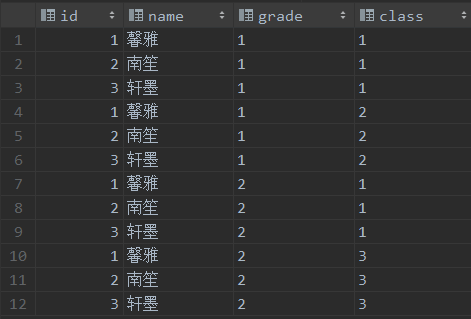 id name grade class
1 1 馨雅 1 1
2 2 南笙 1 1
3 3 轩墨 1 1
4 1 馨雅 1 2
5 2 南笙 1 2
6 3 轩墨 1 2
7 1 馨雅 2 1
8 2 南笙 2 1
9 3 轩墨 2 1
10 1 馨雅 2 3
11 2 南笙 2 3
12 3 轩墨 2 3